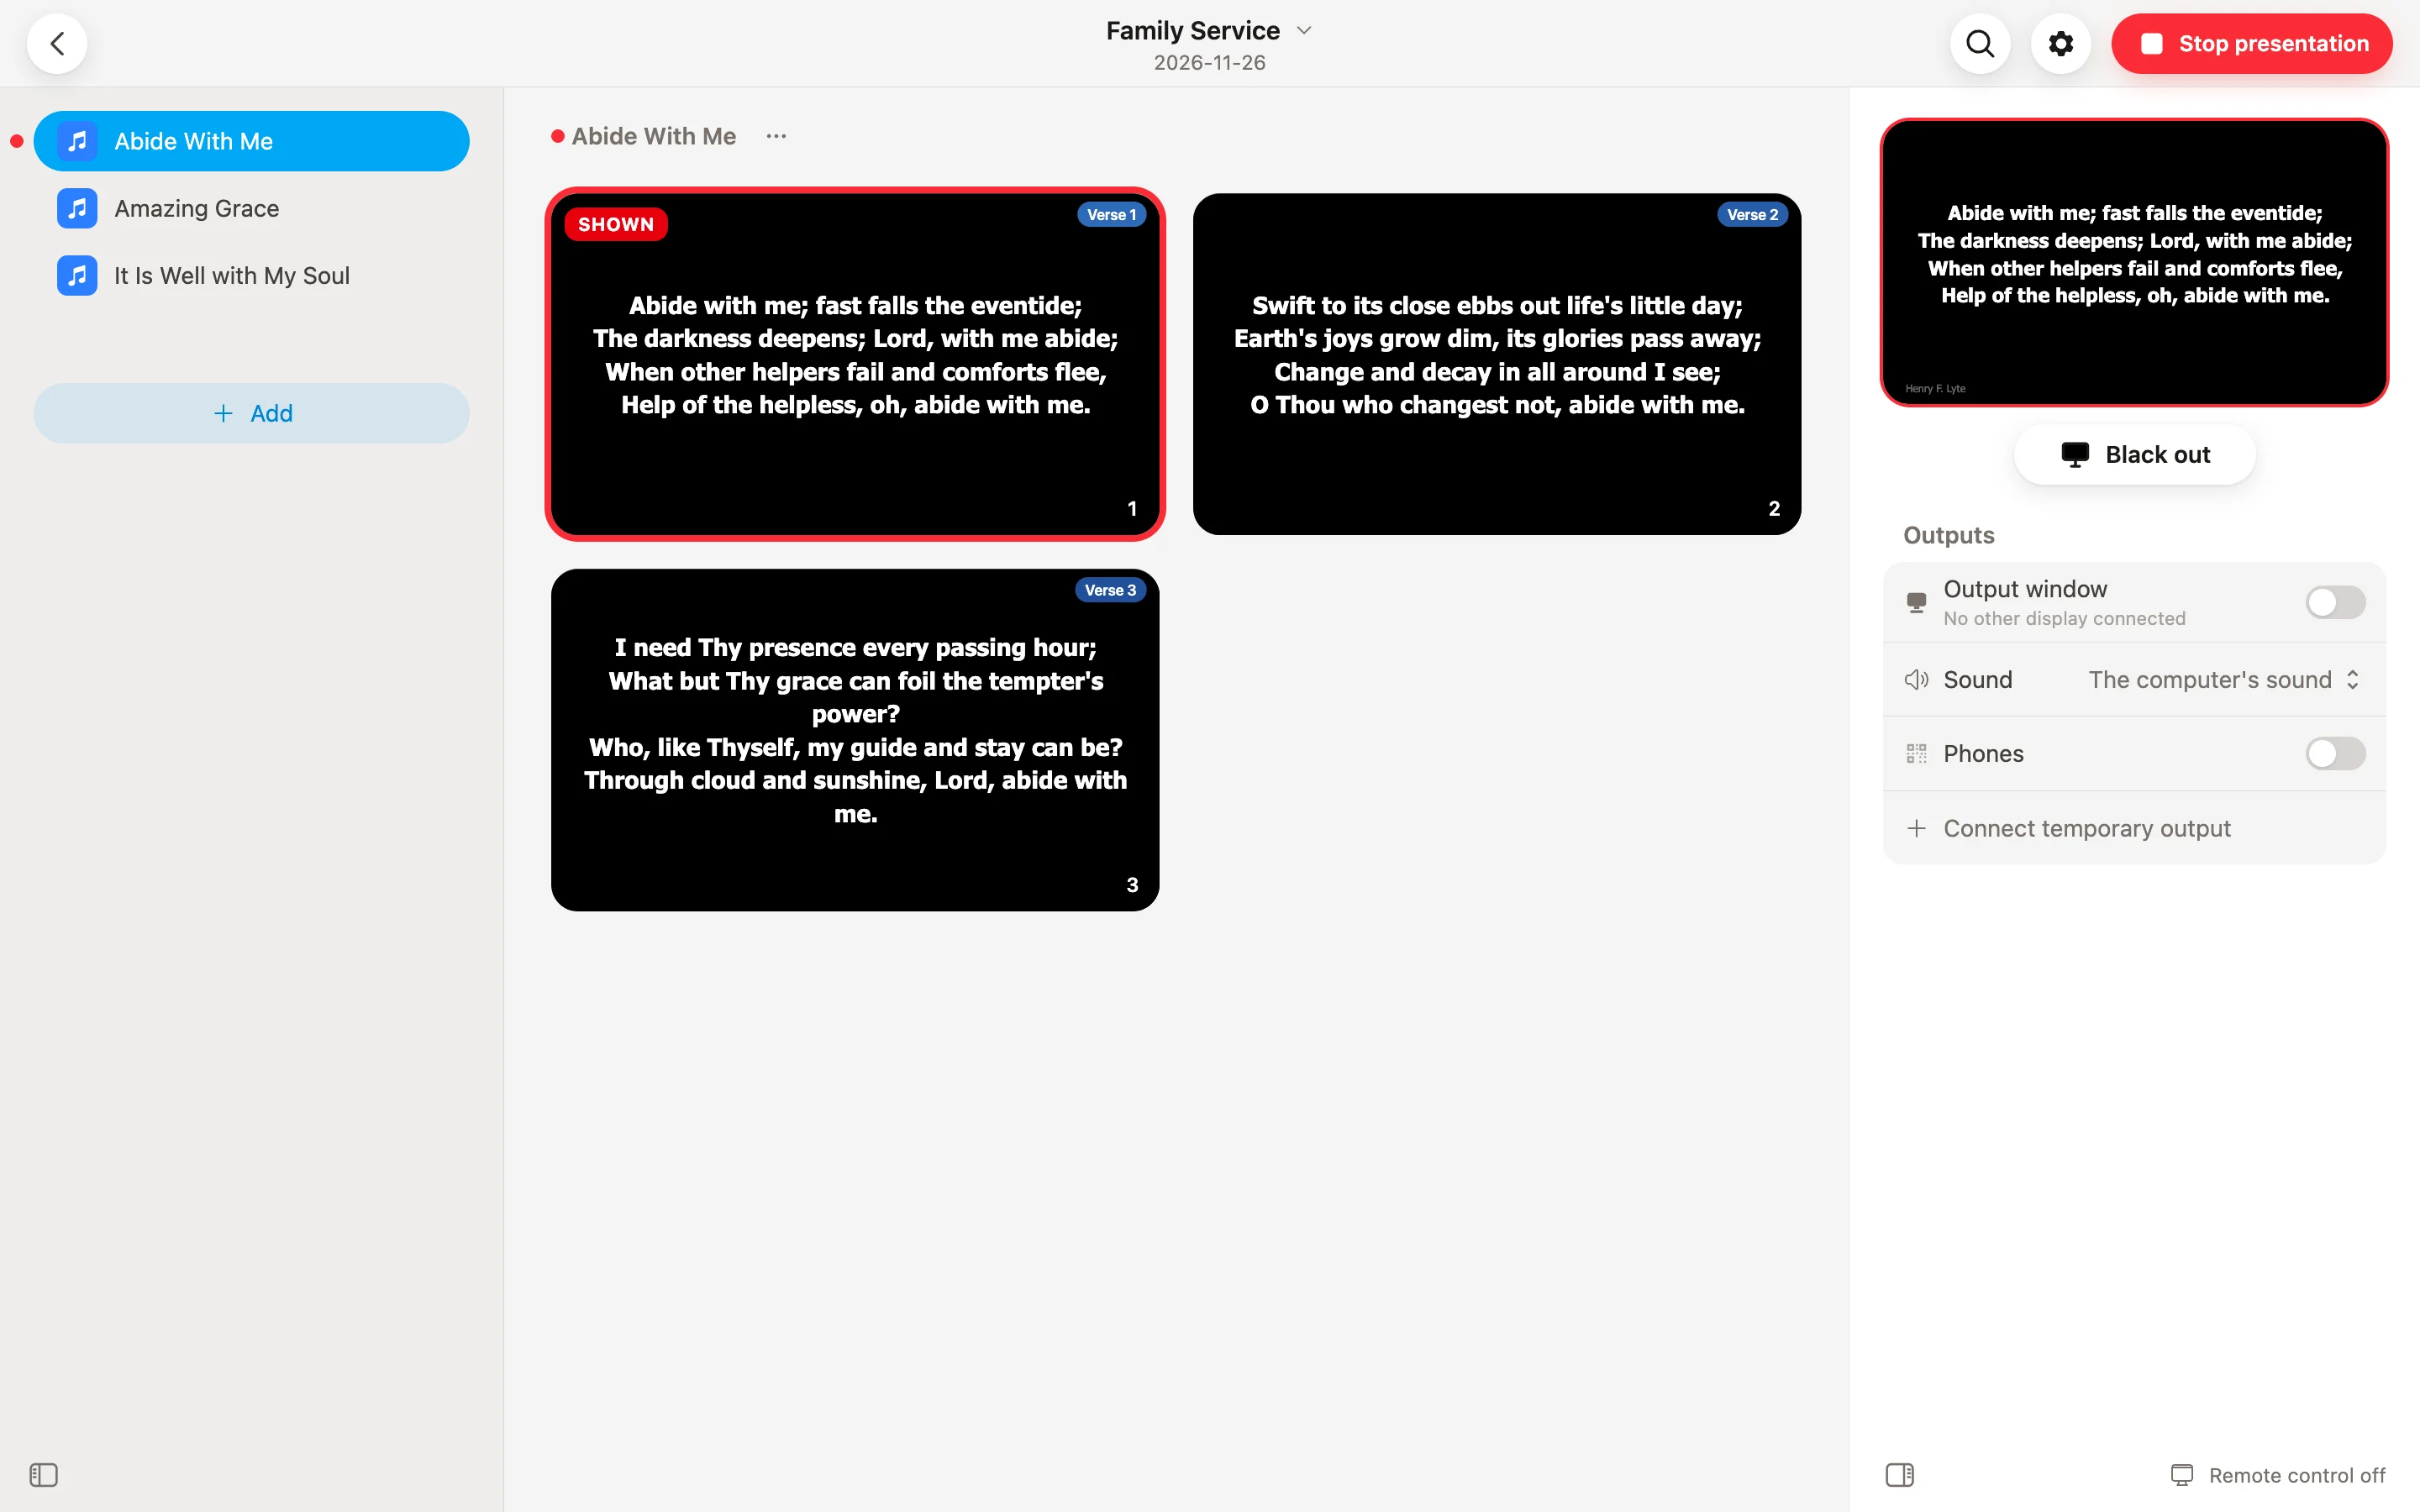 Family Service
2026-11-26
Stop presentation
Abide With Me
Amazing Grace
It Is Well with My Soul
Add
Abide With Me
SHOWN
Verse 1
Abide with me; fast falls the eventide;
The darkness deepens; Lord, with me abide;
When other helpers fail and comforts flee,
Help of the helpless, oh, abide with me.
1
Verse 2
Swift to its close ebbs out life's little day;
Earth's joys grow dim, its glories pass away;
Change and decay in all around I see;
O Thou who changest not, abide with me.
2
Verse 3
I need Thy presence every passing hour;
What but Thy grace can foil the tempter's
power?
Who, like Thyself, my guide and stay can be?
Through cloud and sunshine, Lord, abide with
me.
3
Abide with me; fast falls the eventide;
The darkness deepens; Lord, with me abide;
When other helpers fail and comforts flee,
Help of the helpless, oh, abide with me.
Henry F. Lyte
Black out
Outputs
Output window
No other display connected
Sound
The computer's sound
Phones
Connect temporary output
Remote control off